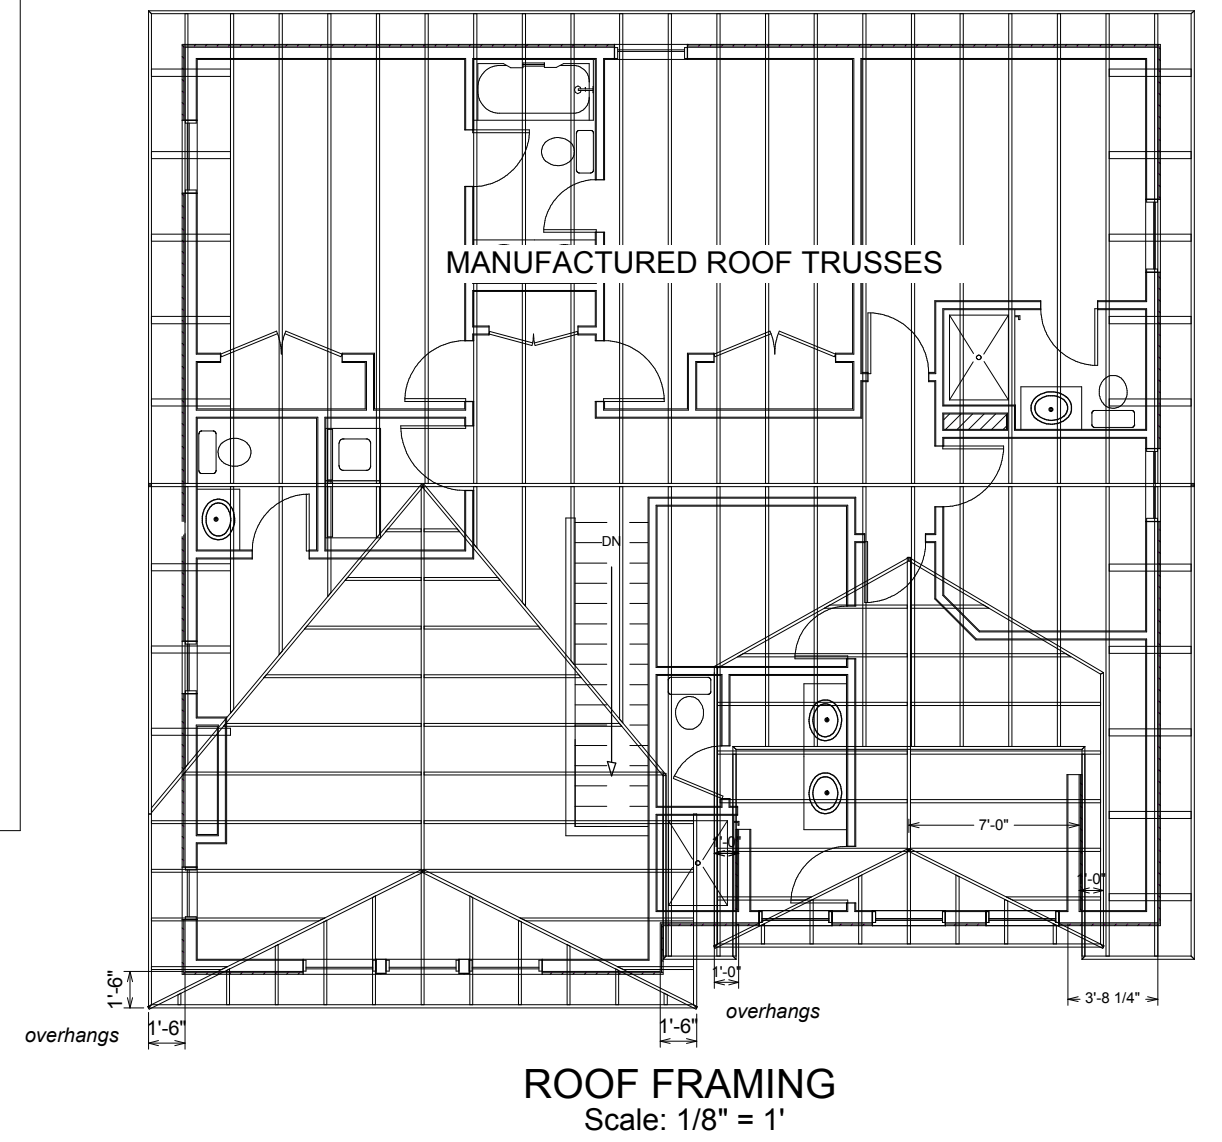 MANUFACTURED ROOF TRUSSES
DN
7'-0"
1'-0"
1'-0"
1'-0"
3'-8 1/4"
1'-6"
overhangs
overhangs
1'-6"
1'-6"
ROOF FRAMING
Scale: 1/8" = 1'